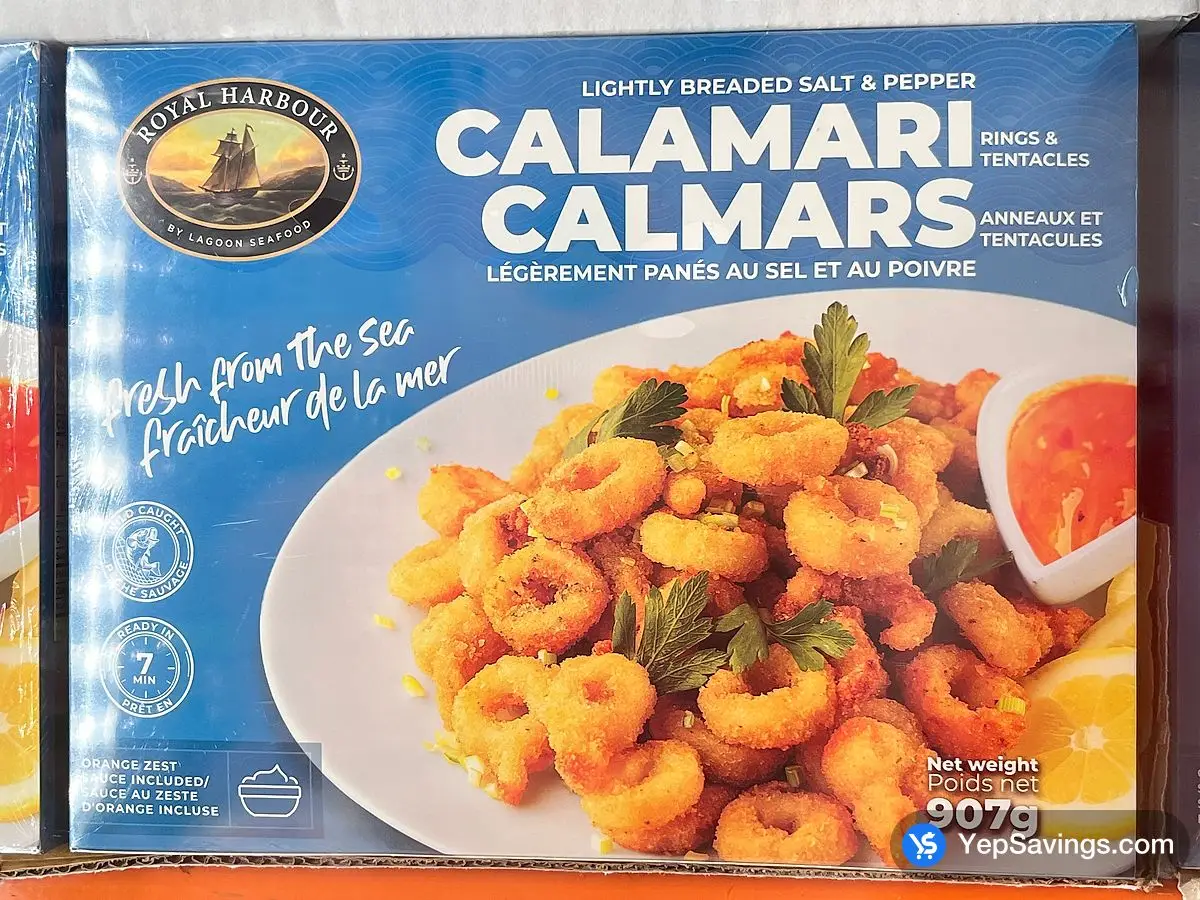 ROYAL HARBOUR
BY LAGOON SEAFOOD
LIGHTLY BREADED SALT & PEPPER
CALAMARI
RINGS &
TENTACLES
CALMARS
ANNEAUX ET
TENTACULES
LÉGÈREMENT PANÉS AU SEL ET AU POIVRE
fresh from the sea
fraîcheur de la mer
CAUGHT
SAUVAGE
READY IN
7
MIN
PRÊT EN
ORANGE ZEST
SAUCE INCLUDED/
SAUCE AU ZESTE
D'ORANGE INCLUSE
Net weight
Poids net
907g
YepSavings.com